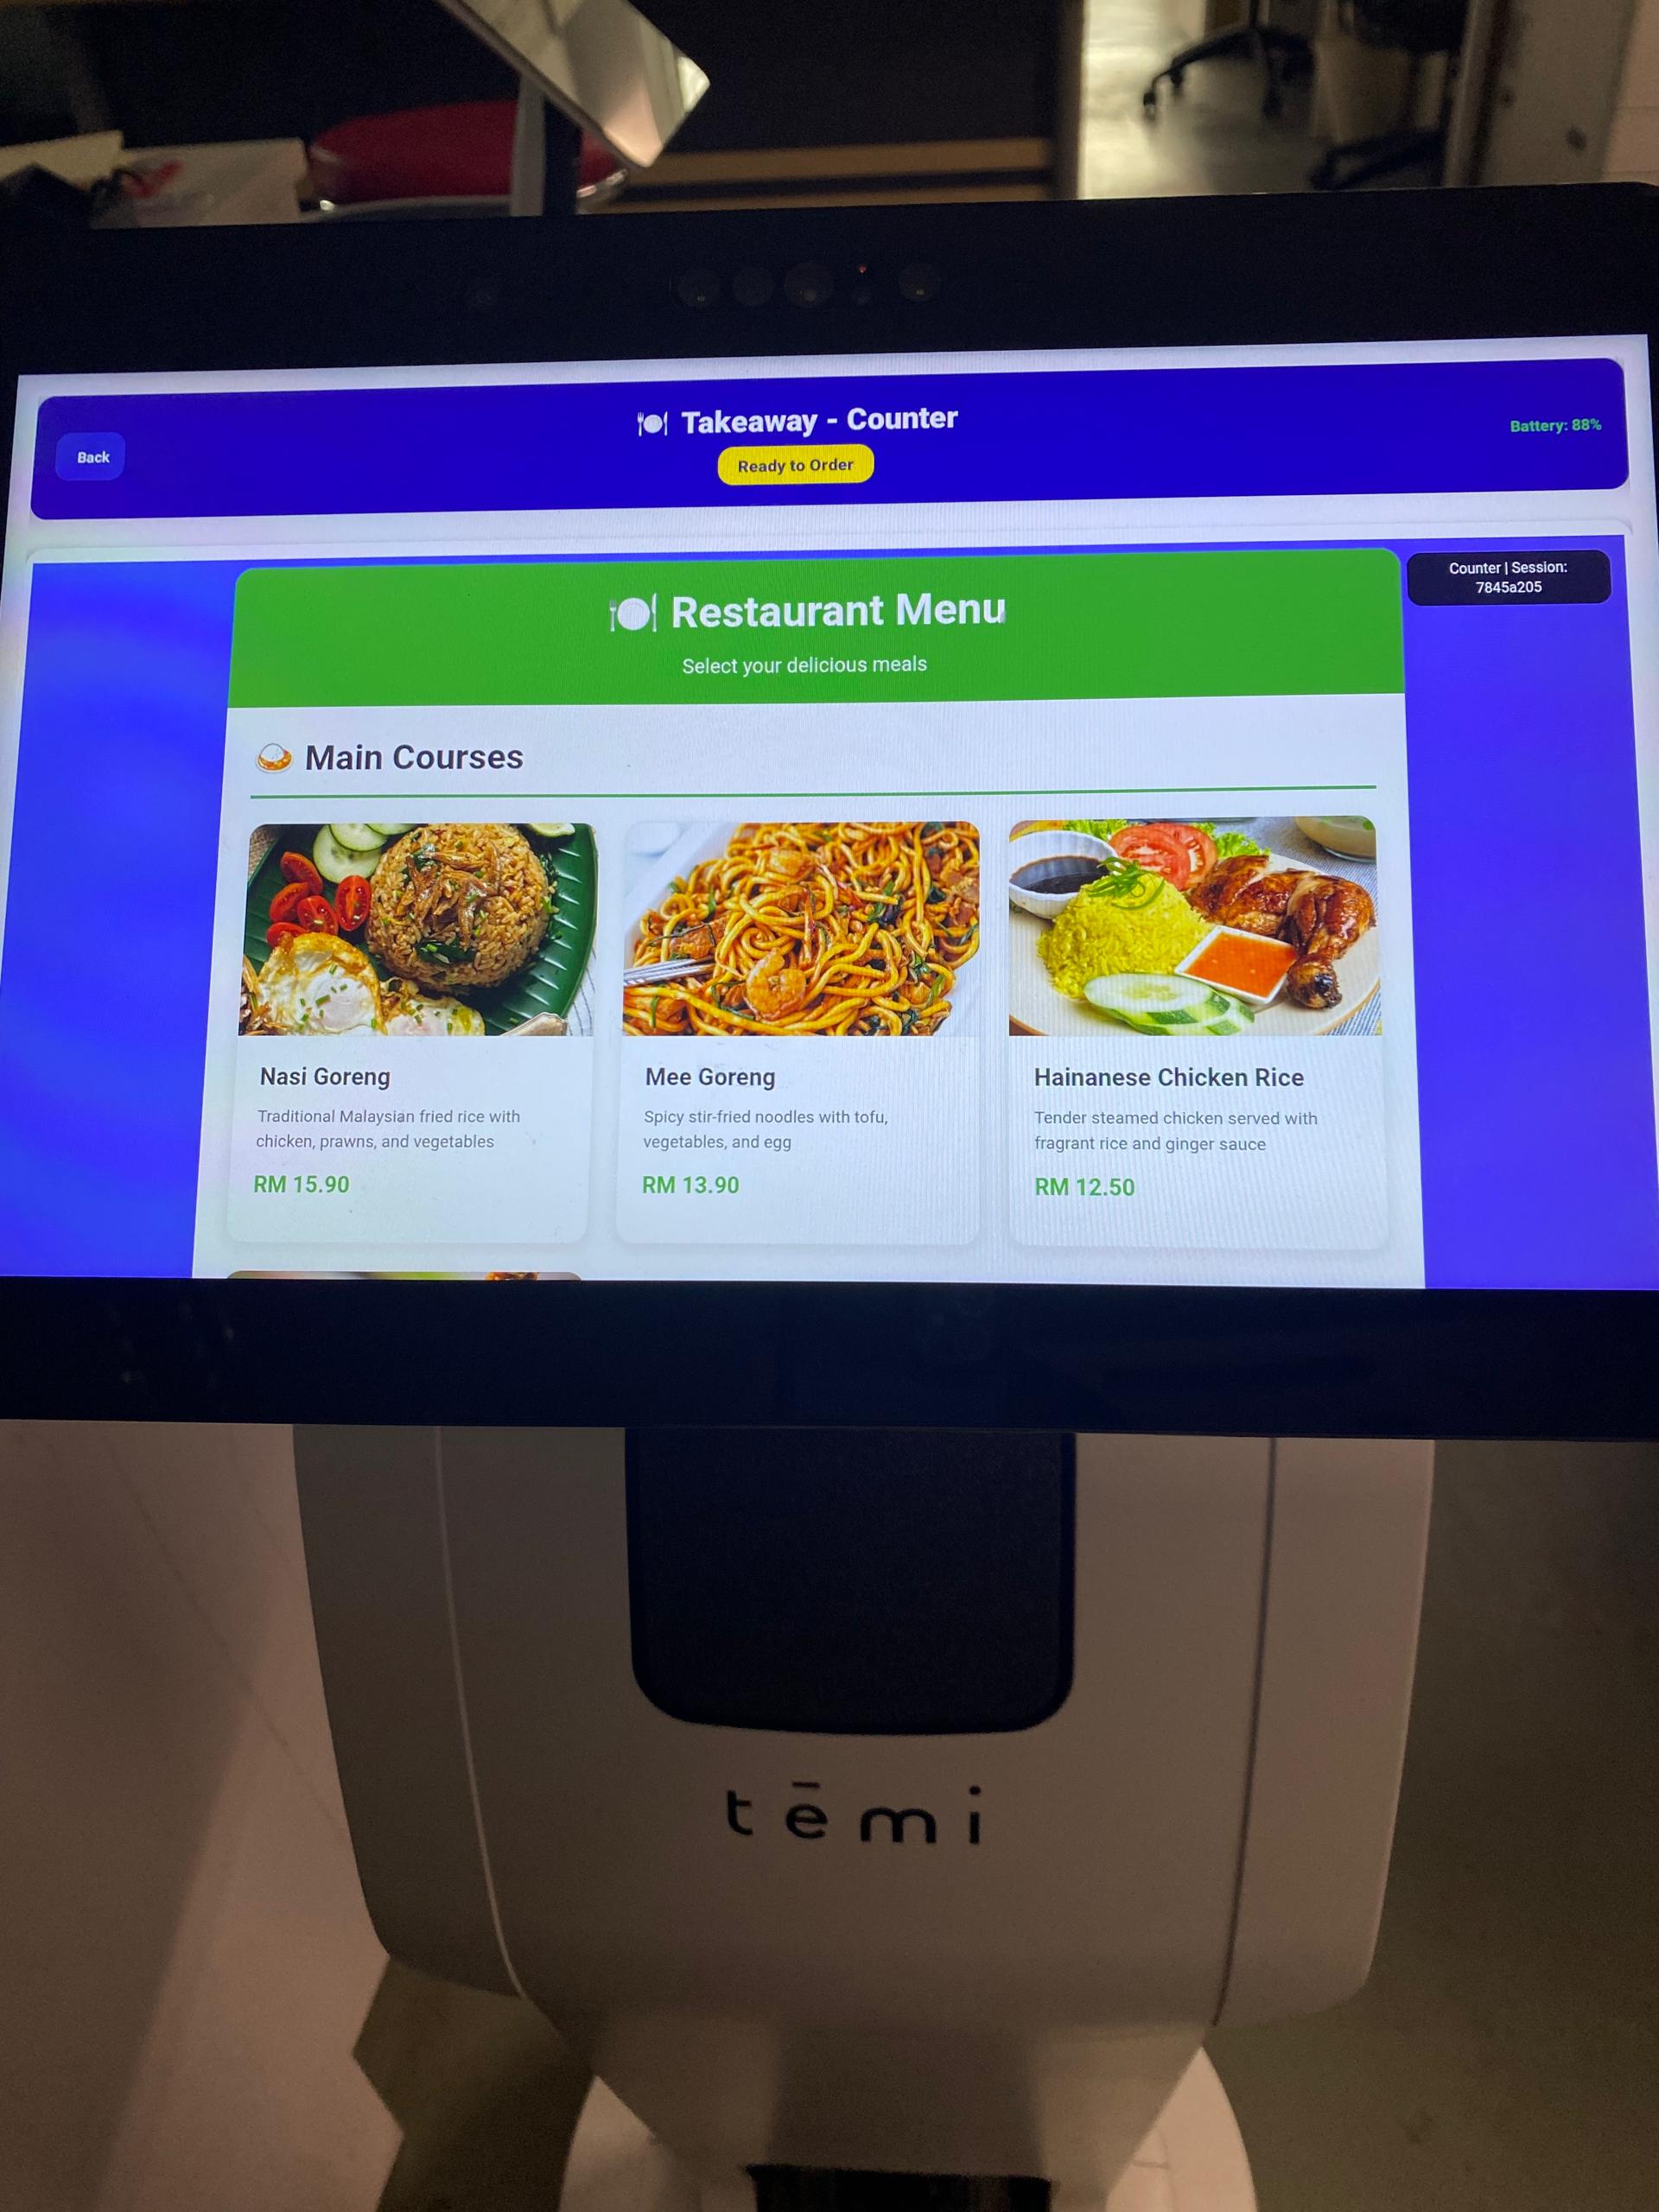 Takeaway - Counter
Back
Ready to Order
Battery: 88%
Counter | Session:
7845a205
Restaurant Menu
Select your delicious meals
Main Courses
Nasi Goreng
Traditional Malaysian fried rice with
chicken, prawns, and vegetables
RM 15.90
Mee Goreng
Spicy stir-fried noodles with tofu,
vegetables, and egg
RM 13.90
Hainanese Chicken Rice
Tender steamed chicken served with
fragrant rice and ginger sauce
RM 12.50
tēmi